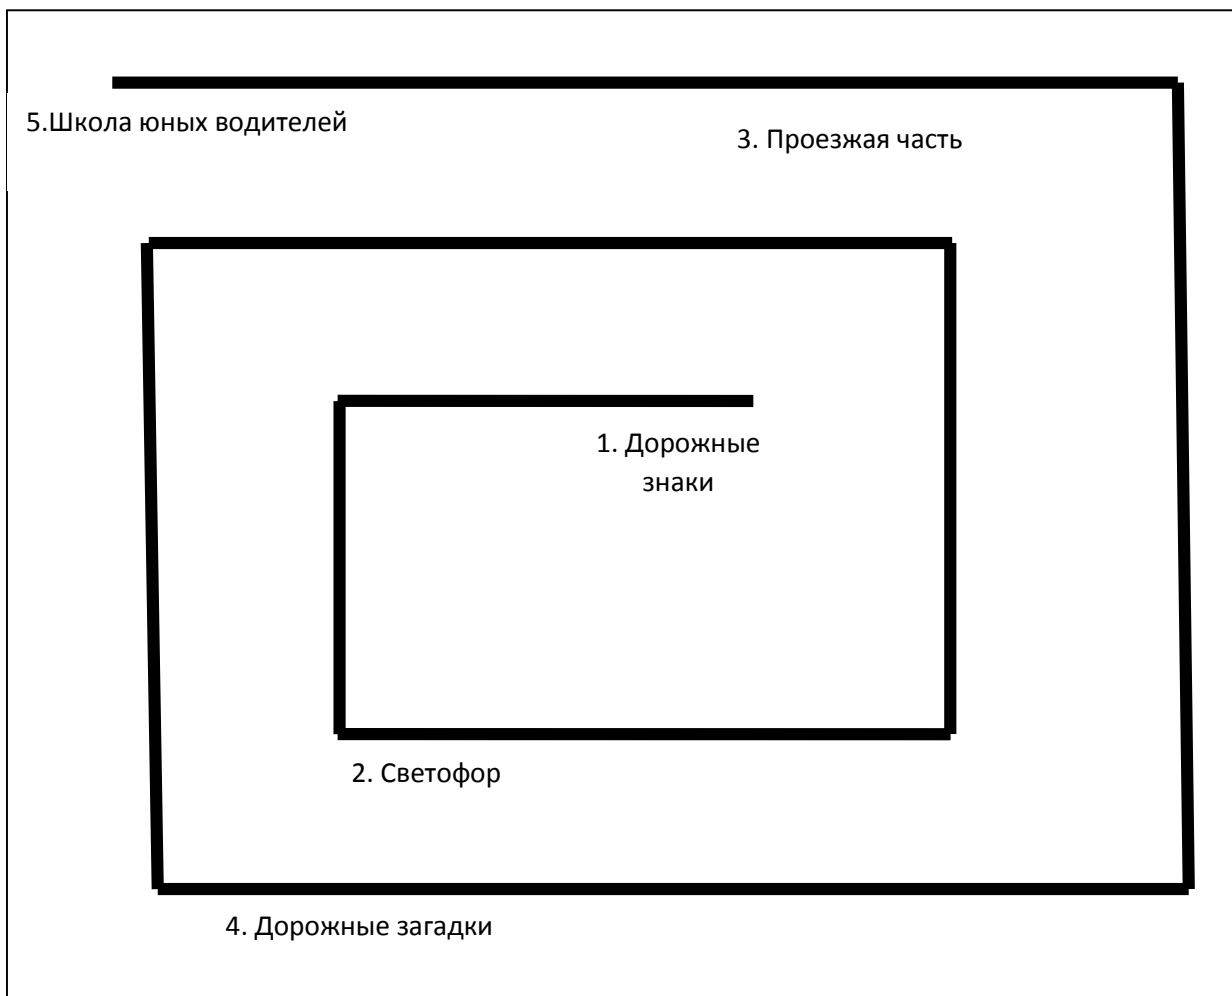 5.Школа юных водителей
3. Проезжая часть
1. Дорожные
знаки
2. Светофор
4. Дорожные загадки